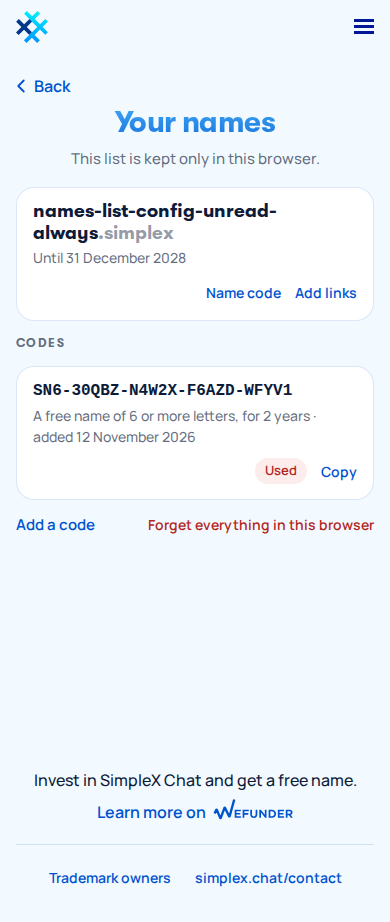 Back
Your names
This list is kept only in this browser.
names-list-config-unread-
always.simplex
Until 31 December 2028
Name code Add links
CODES
SN6-30QBZ-N4W2X-F6AZD-WFYV1
A free name of 6 or more letters, for 2 years ·
added 12 November 2026
Used Copy
Add a code Forget everything in this browser
Invest in SimpleX Chat and get a free name.
Learn more on WEFUNDER
Trademark owners simplex.chat/contact